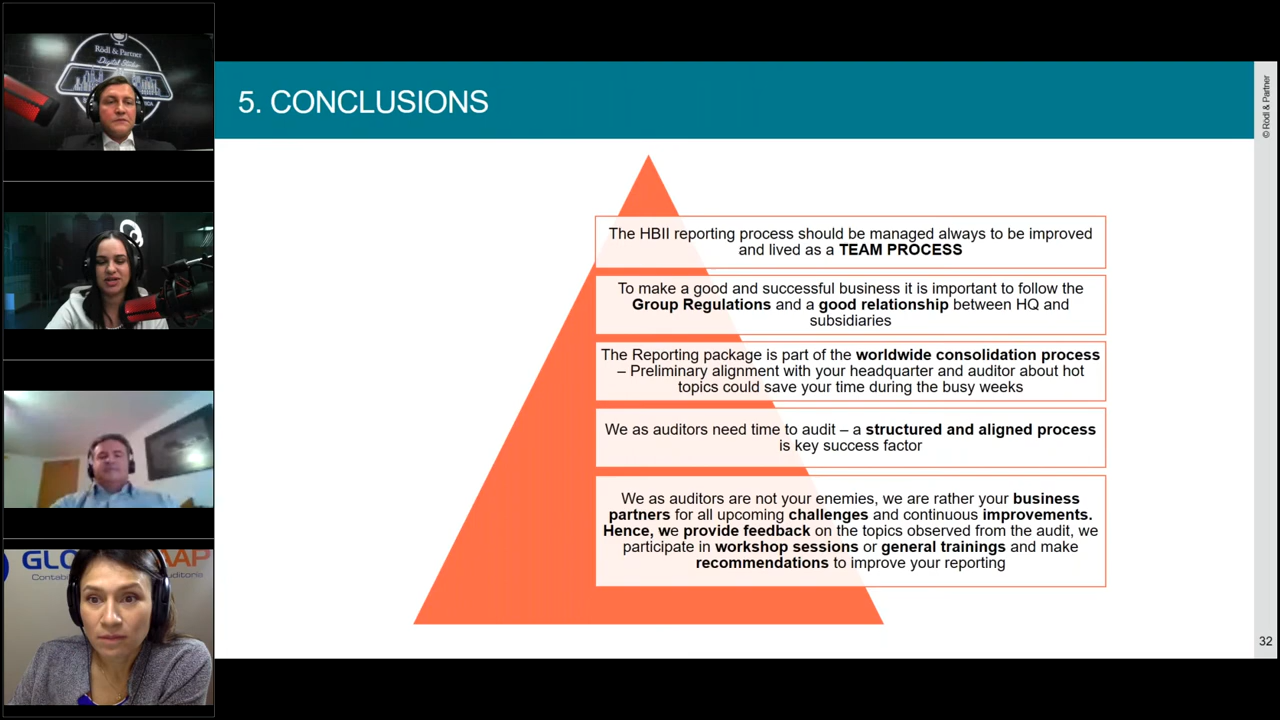 Rödl & Partner
Digital Studio
GLO
AAP
Contabi
Auditoria
5. CONCLUSIONS
© Rödl & Partner
The HBII reporting process should be managed always to be improved
and lived as a TEAM PROCESS
To make a good and successful business it is important to follow the
Group Regulations and a good relationship between HQ and
subsidiaries
The Reporting package is part of the worldwide consolidation process
– Preliminary alignment with your headquarter and auditor about hot
topics could save your time during the busy weeks
We as auditors need time to audit – a structured and aligned process
is key success factor
We as auditors are not your enemies, we are rather your business
partners for all upcoming challenges and continuous improvements.
Hence, we provide feedback on the topics observed from the audit, we
participate in workshop sessions or general trainings and make
recommendations to improve your reporting
32